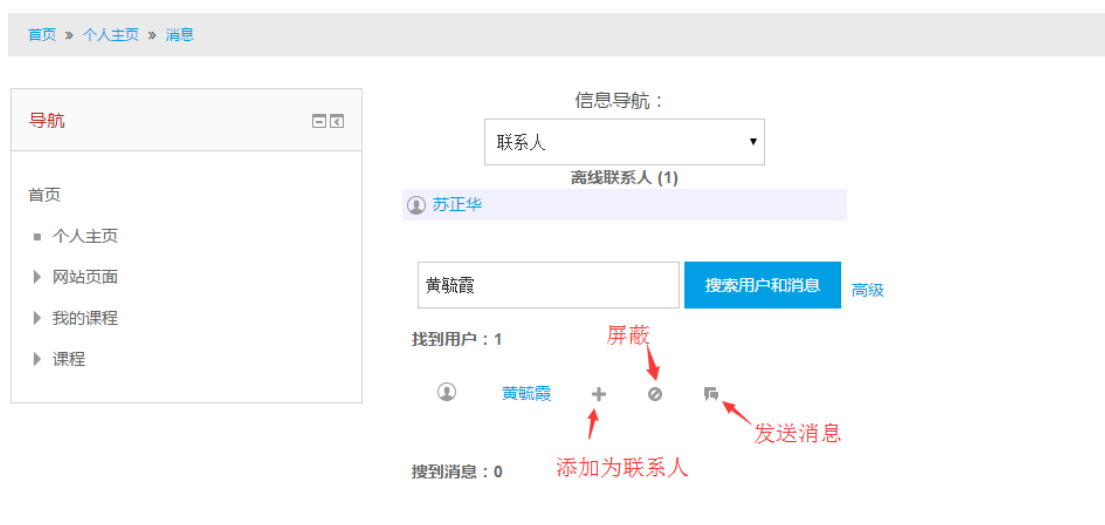 首页 » 个人主页 » 消息
导航
首页
个人主页
网站页面
我的课程
课程
信息导航：
联系人
离线联系人 (1)
苏正华
黄毓霞 搜索用户和消息 高级
找到用户：1
屏蔽
黄毓霞
发送消息
添加为联系人
搜到消息：0